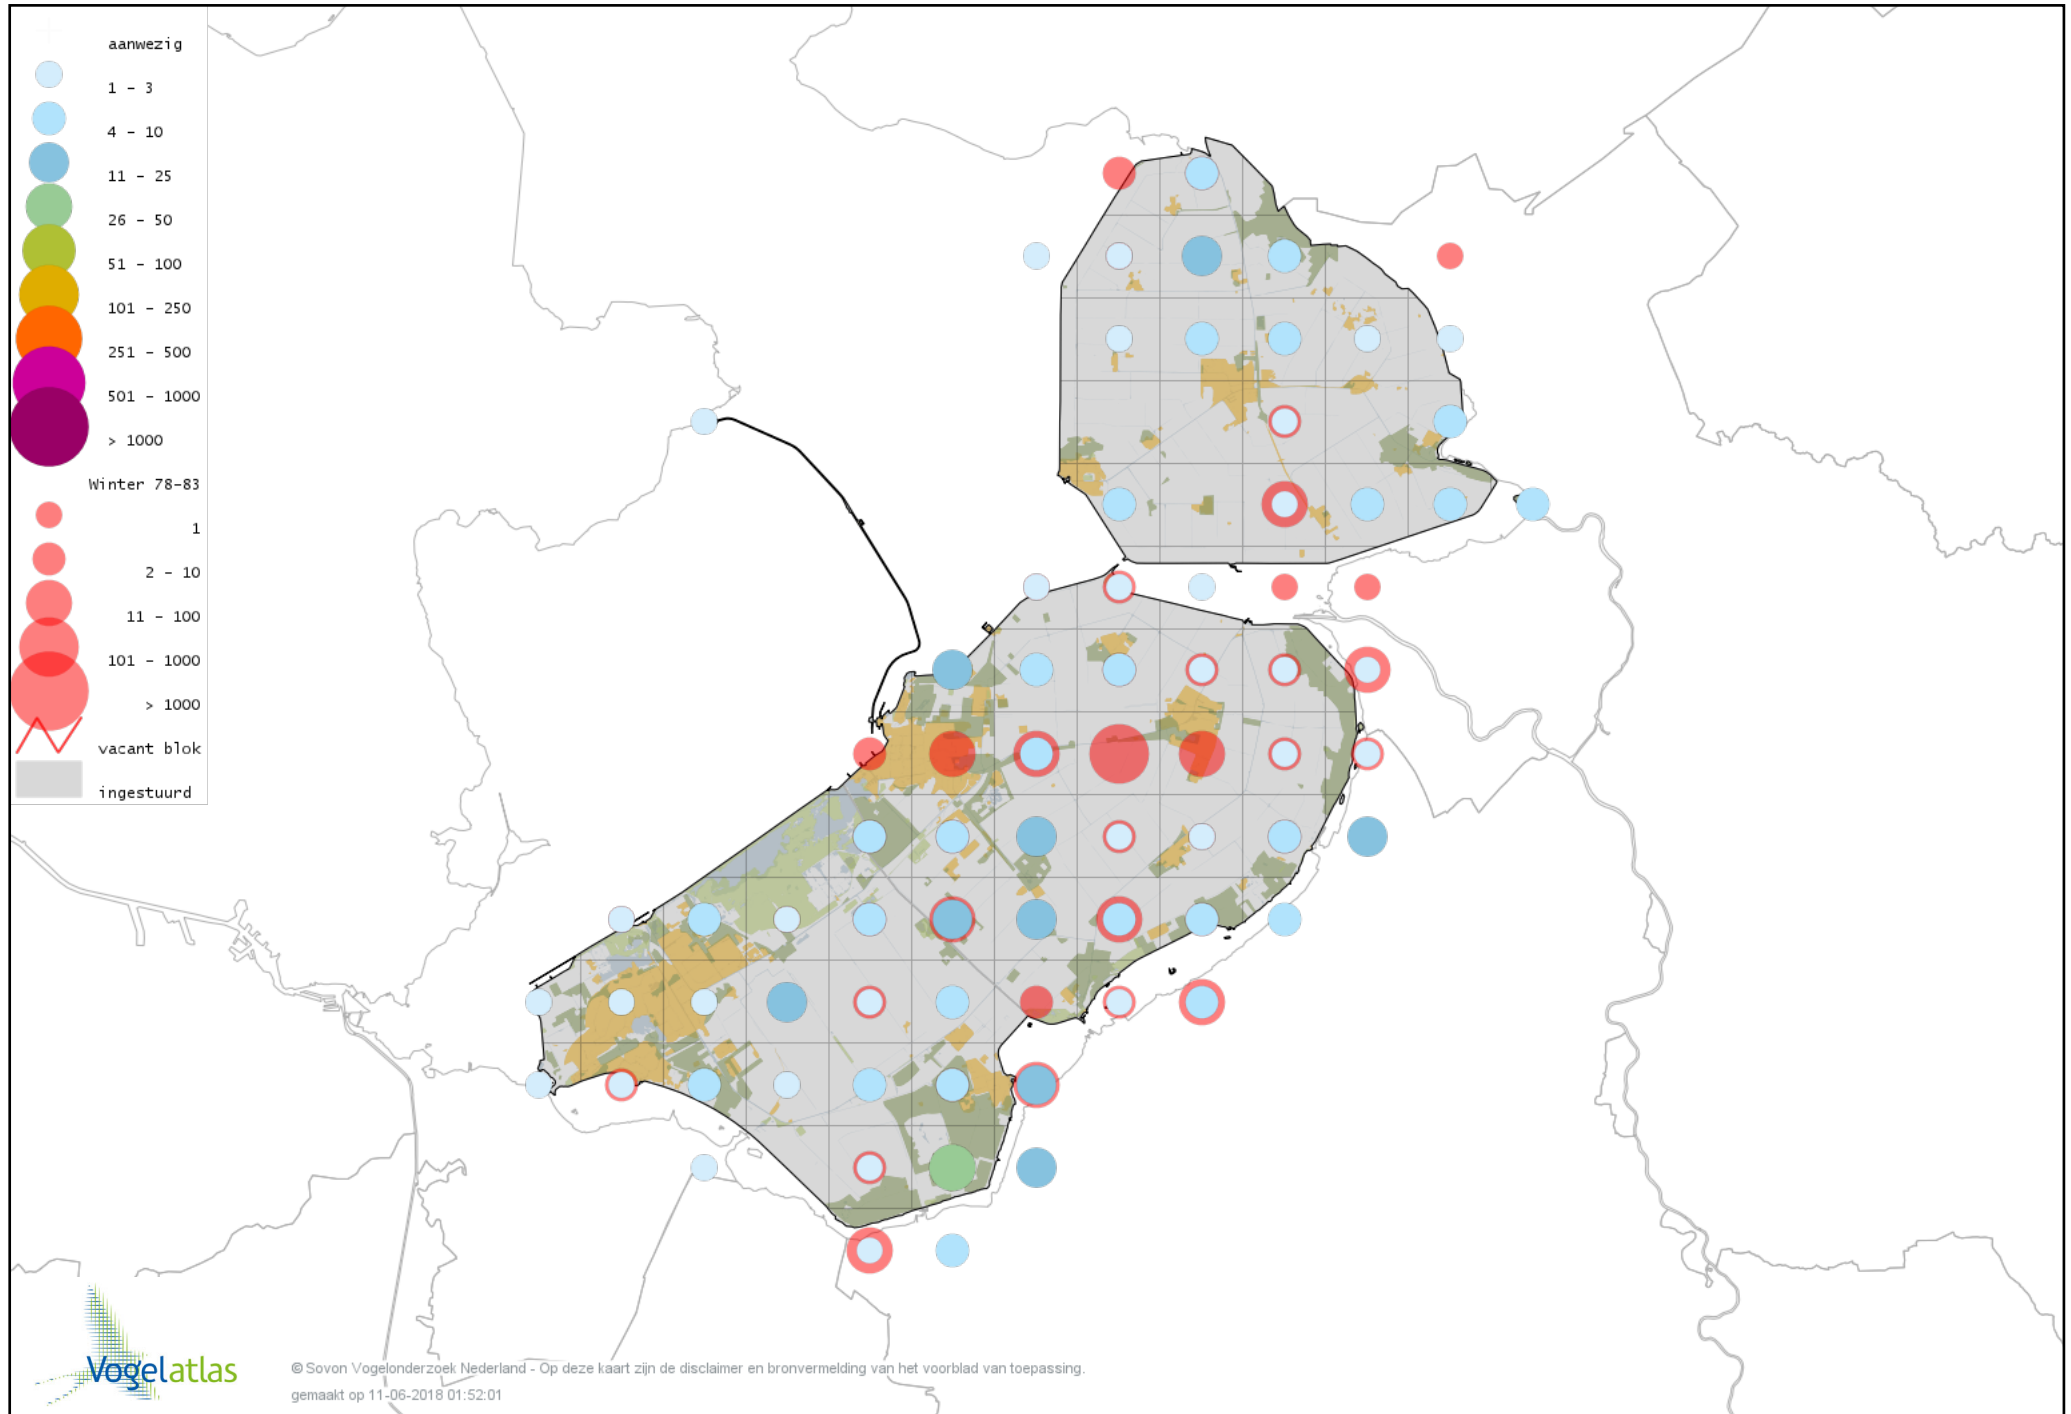 aanwezig
1 - 3
4 - 10
11 - 25
26 - 50
51 - 100
101 - 250
251 - 500
501 - 1000
> 1000
Winter 78-83
1
2 - 10
11 - 100
101 - 1000
> 1000
vacant blok
ingestuurd
Vogelatlas
© Sovon Vogelonderzoek Nederland - Op deze kaart zijn de disclaimer en bronvermelding van het voorblad van toepassing.
gemaakt op 11-06-2018 01:52:01